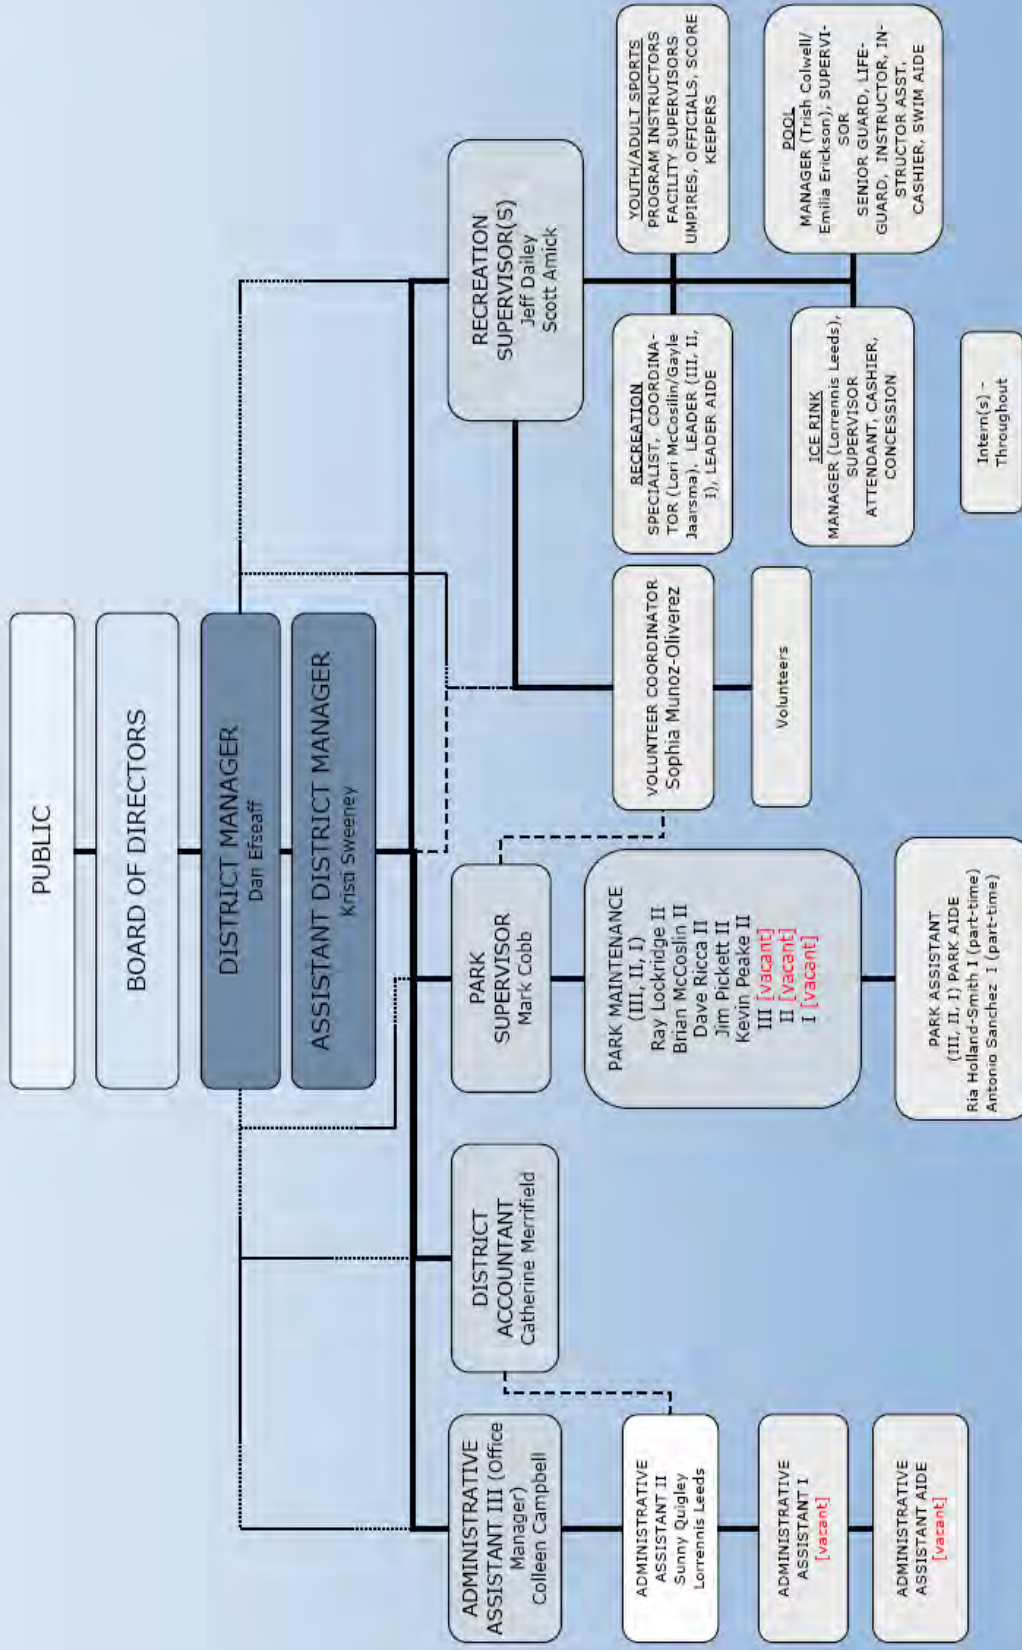 PUBLIC
BOARD OF DIRECTORS
DISTRICT MANAGER
Dan Efseaff
ASSISTANT DISTRICT MANAGER
Kristi Sweeney
ADMINISTRATIVE
ASSISTANT III (Office
Manager)
Colleen Campbell
DISTRICT
ACCOUNTANT
Catherine Merrifield
PARK
SUPERVISOR
Mark Cobb
RECREATION
SUPERVISOR(S)
Jeff Dailey
Scott Amick
ADMINISTRATIVE
ASSISTANT II
Sunny Quigley
Lorrennis Leeds
ADMINISTRATIVE
ASSISTANT I
[vacant]
ADMINISTRATIVE
ASSISTANT AIDE
[vacant]
PARK MAINTENANCE
(III, II, I)
Ray Lockridge II
Brian McCoslin II
Dave Ricca II
Jim Pickett II
Kevin Peake II
III [vacant]
II [vacant]
I [vacant]
PARK ASSISTANT
(III, II, I) PARK AIDE
Ria Holland-Smith I (part-time)
Antonio Sanchez I (part-time)
VOLUNTEER COORDINATOR
Sophia Munoz-Oliverez
Volunteers
RECREATION
SPECIALIST, COORDINA-
TOR (Lori McCosllin/Gayle
Jaarsma), LEADER (III, II,
I), LEADER AIDE
YOUTH/ADULT SPORTS
PROGRAM INSTRUCTORS
FACILITY SUPERVISORS
UMPIRES, OFFICIALS, SCORE
KEEPERS
ICE RINK
MANAGER (Lorrennis Leeds),
SUPERVISOR
ATTENDANT, CASHIER,
CONCESSION
POOL
MANAGER (Trish Colwell/
Emilia Erickson), SUPERVI-
SOR
SENIOR GUARD, LIFE-
GUARD, INSTRUCTOR, IN-
STRUCTOR ASST,
CASHIER, SWIM AIDE
Intern(s) -
Throughout